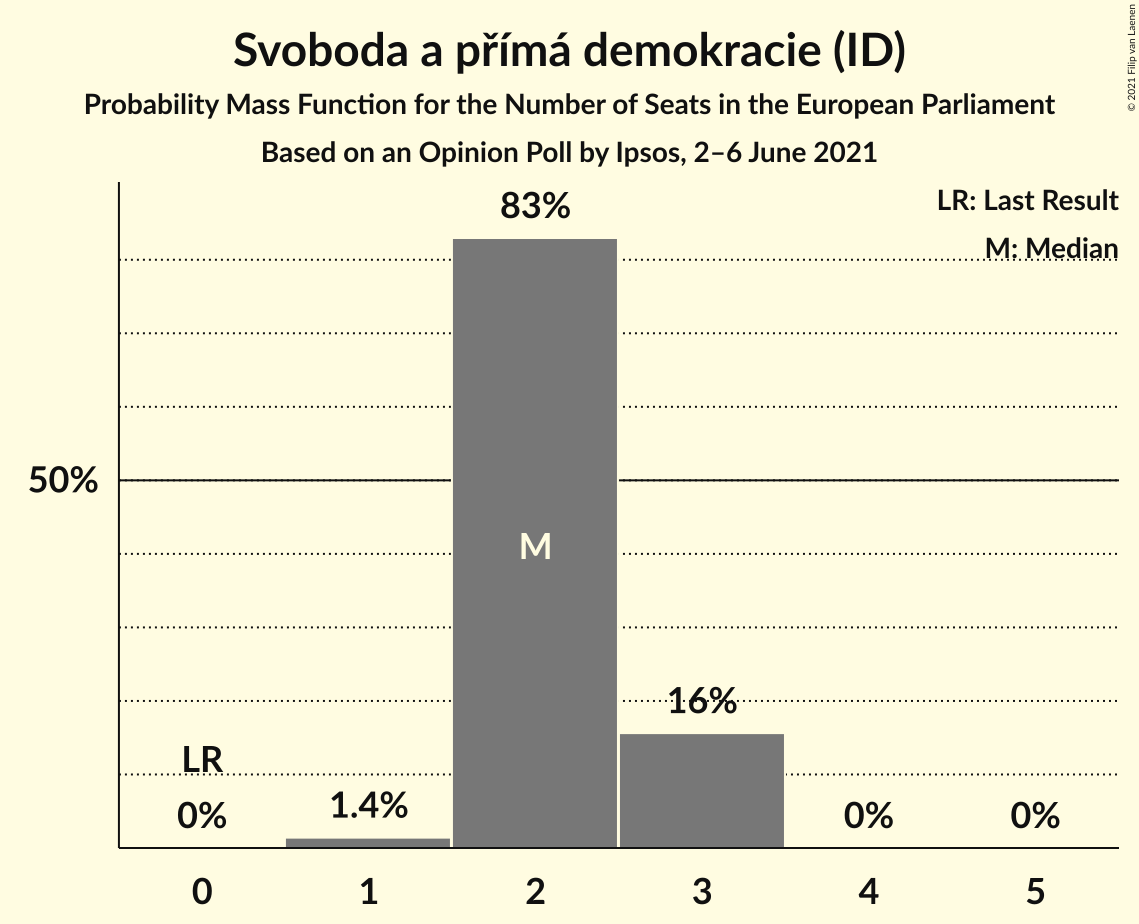 Svoboda a přímá demokracie (ID)
Probability Mass Function for the Number of Seats in the European Parliament
Based on an Opinion Poll by Ipsos, 2–6 June 2021
© 2021 Filip van Laenen
LR: Last Result
M: Median
83%
50%
M
16%
LR
0%
1.4%
0%
0%
0 1 2 3 4 5